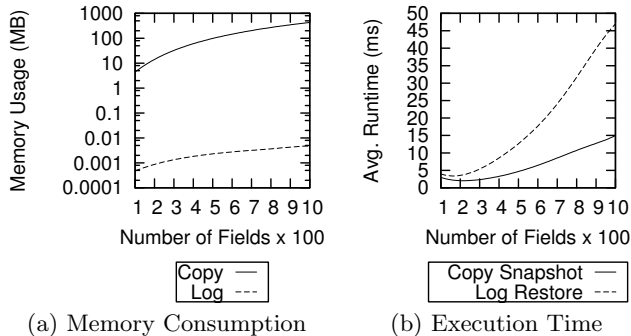 Memory Usage (MB)
1000
100
10
1
0.1
0.01
0.001
0.0001
1 2 3 4 5 6 7 8 9 10
Number of Fields x 100
Copy
Log
(a) Memory Consumption
Avg. Runtime (ms)
50
45
40
35
30
25
20
15
10
5
0
1 2 3 4 5 6 7 8 9 10
Number of Fields x 100
Copy Snapshot
Log Restore
(b) Execution Time